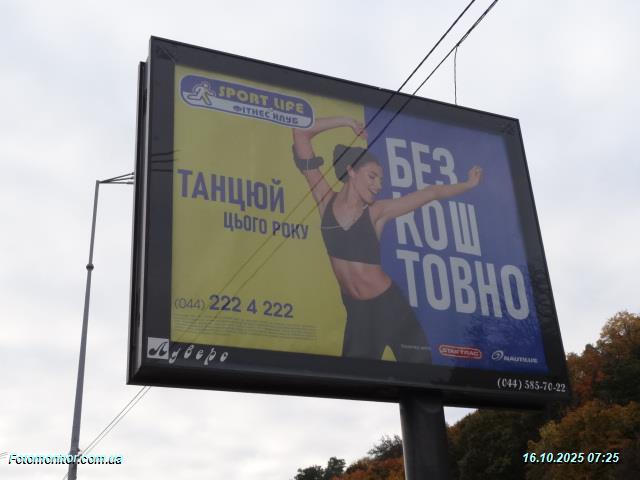 SPORT LIFE
ФІТНЕС КЛУБ
ТАНЦЮЙ
ЦЬОГО РОКУ
БЕЗ
КОШ
ТОВНО
(044) 222 4 222
STAR TRAC
NAUTILUS
Луверс
(044) 585-70-22
Fotomonitor.com.ua
16.10.2025 07:25